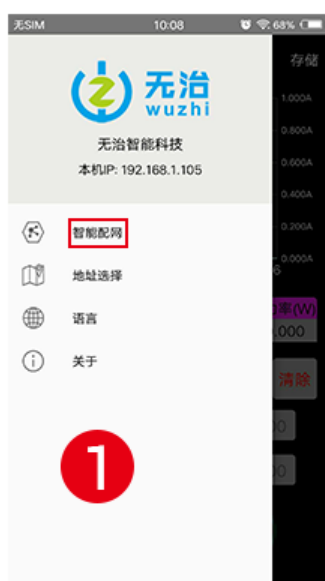 无SIM 10:08 68%
存储
无治
wuzhi
无治智能科技
本机IP: 192.168.1.105
1.000A
0.800A
0.600A
0.400A
0.200A
0.000A
智能配网
地址选择
语言
关于
率(W)
.000
清除
1